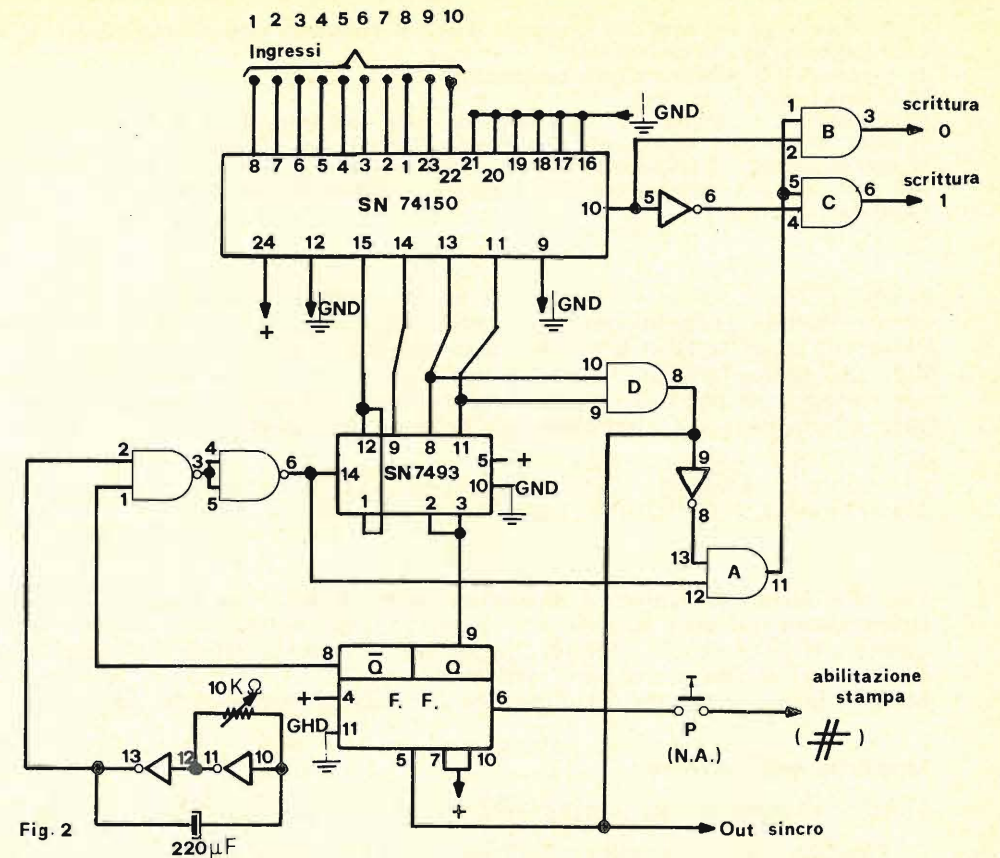 1 2 3 4 5 6 7 8 9 10
Ingressi
GND
8 7 6 5 4 3 2 1 23 22 21 20 19 18 17 16
SN 74150
10
24 12 15 14 13 11 9
+
GND
GND
5 6
1
2
B
3
scrittura
0
5
4
C
6
scrittura
1
10
9
D
8
9
8
13
12
A
11
2
1
3
4
5
6
12 9 8 11
14
SN7493
5 +
10 GND
1 2 3
9
8
Q̅ Q
F. F.
+ 4
GHD 11
6
5 7 10
+
P
(N.A.)
abilitazione
stampa
( # )
10KΩ
13 12 11 10
220µF
Out sincro
Fig. 2